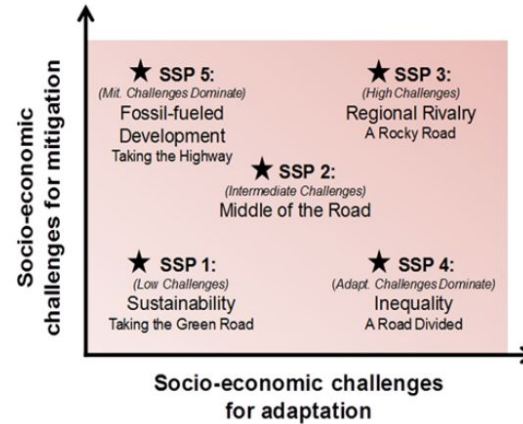 Socio-economic
challenges for mitigation
★ SSP 5:
(Mit. Challenges Dominate)
Fossil-fueled
Development
Taking the Highway
★ SSP 3:
(High Challenges)
Regional Rivalry
A Rocky Road
★ SSP 2:
(Intermediate Challenges)
Middle of the Road
★ SSP 1:
(Low Challenges)
Sustainability
Taking the Green Road
★ SSP 4:
(Adapt. Challenges Dominate)
Inequality
A Road Divided
Socio-economic challenges
for adaptation